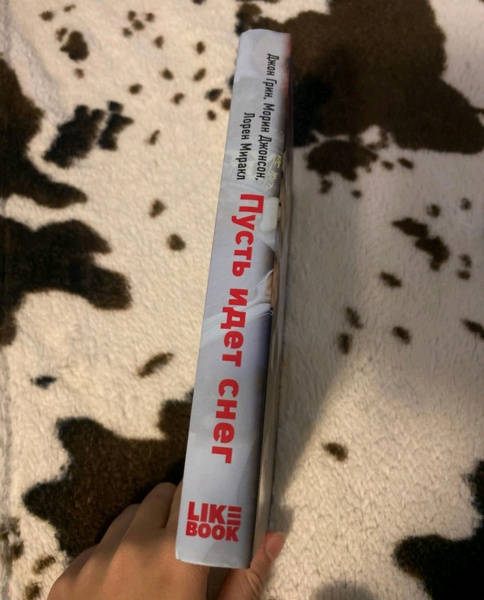 Джон Грин, Морин Джонсон,
Лорен Миракл
Пусть идет снег
LIKE
BOOK